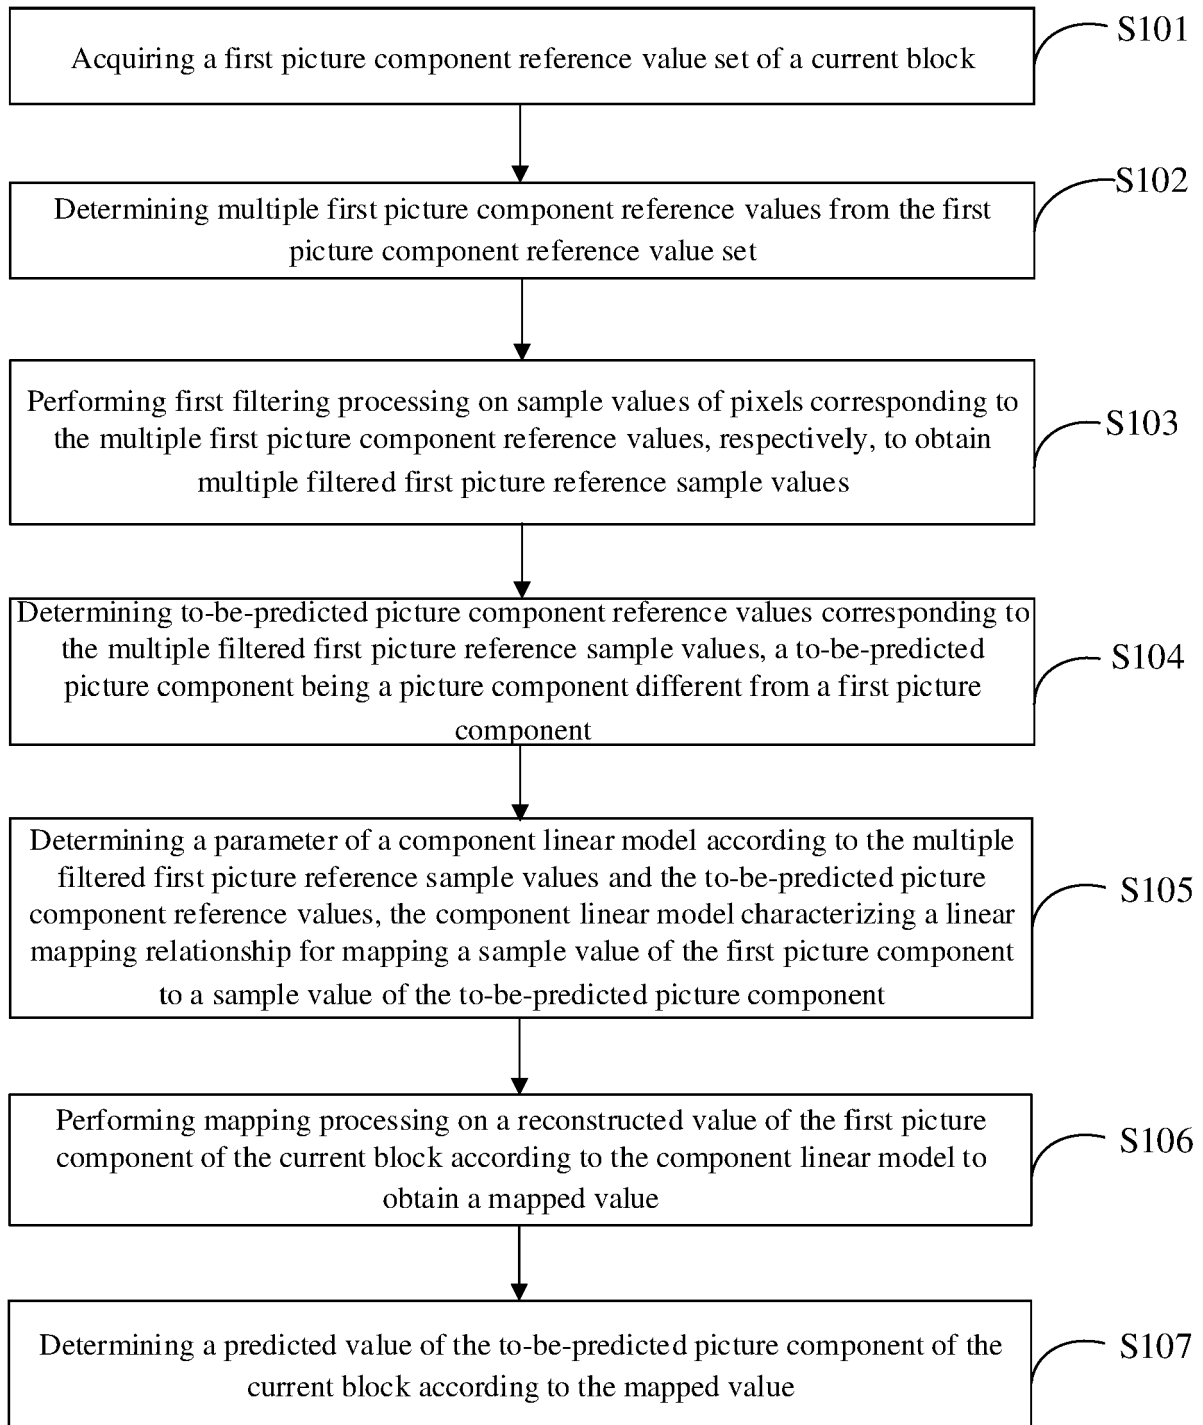 Acquiring a first picture component reference value set of a current block
S101
Determining multiple first picture component reference values from the first
picture component reference value set
S102
Performing first filtering processing on sample values of pixels corresponding to
the multiple first picture component reference values, respectively, to obtain
multiple filtered first picture reference sample values
S103
Determining to-be-predicted picture component reference values corresponding to
the multiple filtered first picture reference sample values, a to-be-predicted
picture component being a picture component different from a first picture
component
S104
Determining a parameter of a component linear model according to the multiple
filtered first picture reference sample values and the to-be-predicted picture
component reference values, the component linear model characterizing a linear
mapping relationship for mapping a sample value of the first picture component
to a sample value of the to-be-predicted picture component
S105
Performing mapping processing on a reconstructed value of the first picture
component of the current block according to the component linear model to
obtain a mapped value
S106
Determining a predicted value of the to-be-predicted picture component of the
current block according to the mapped value
S107